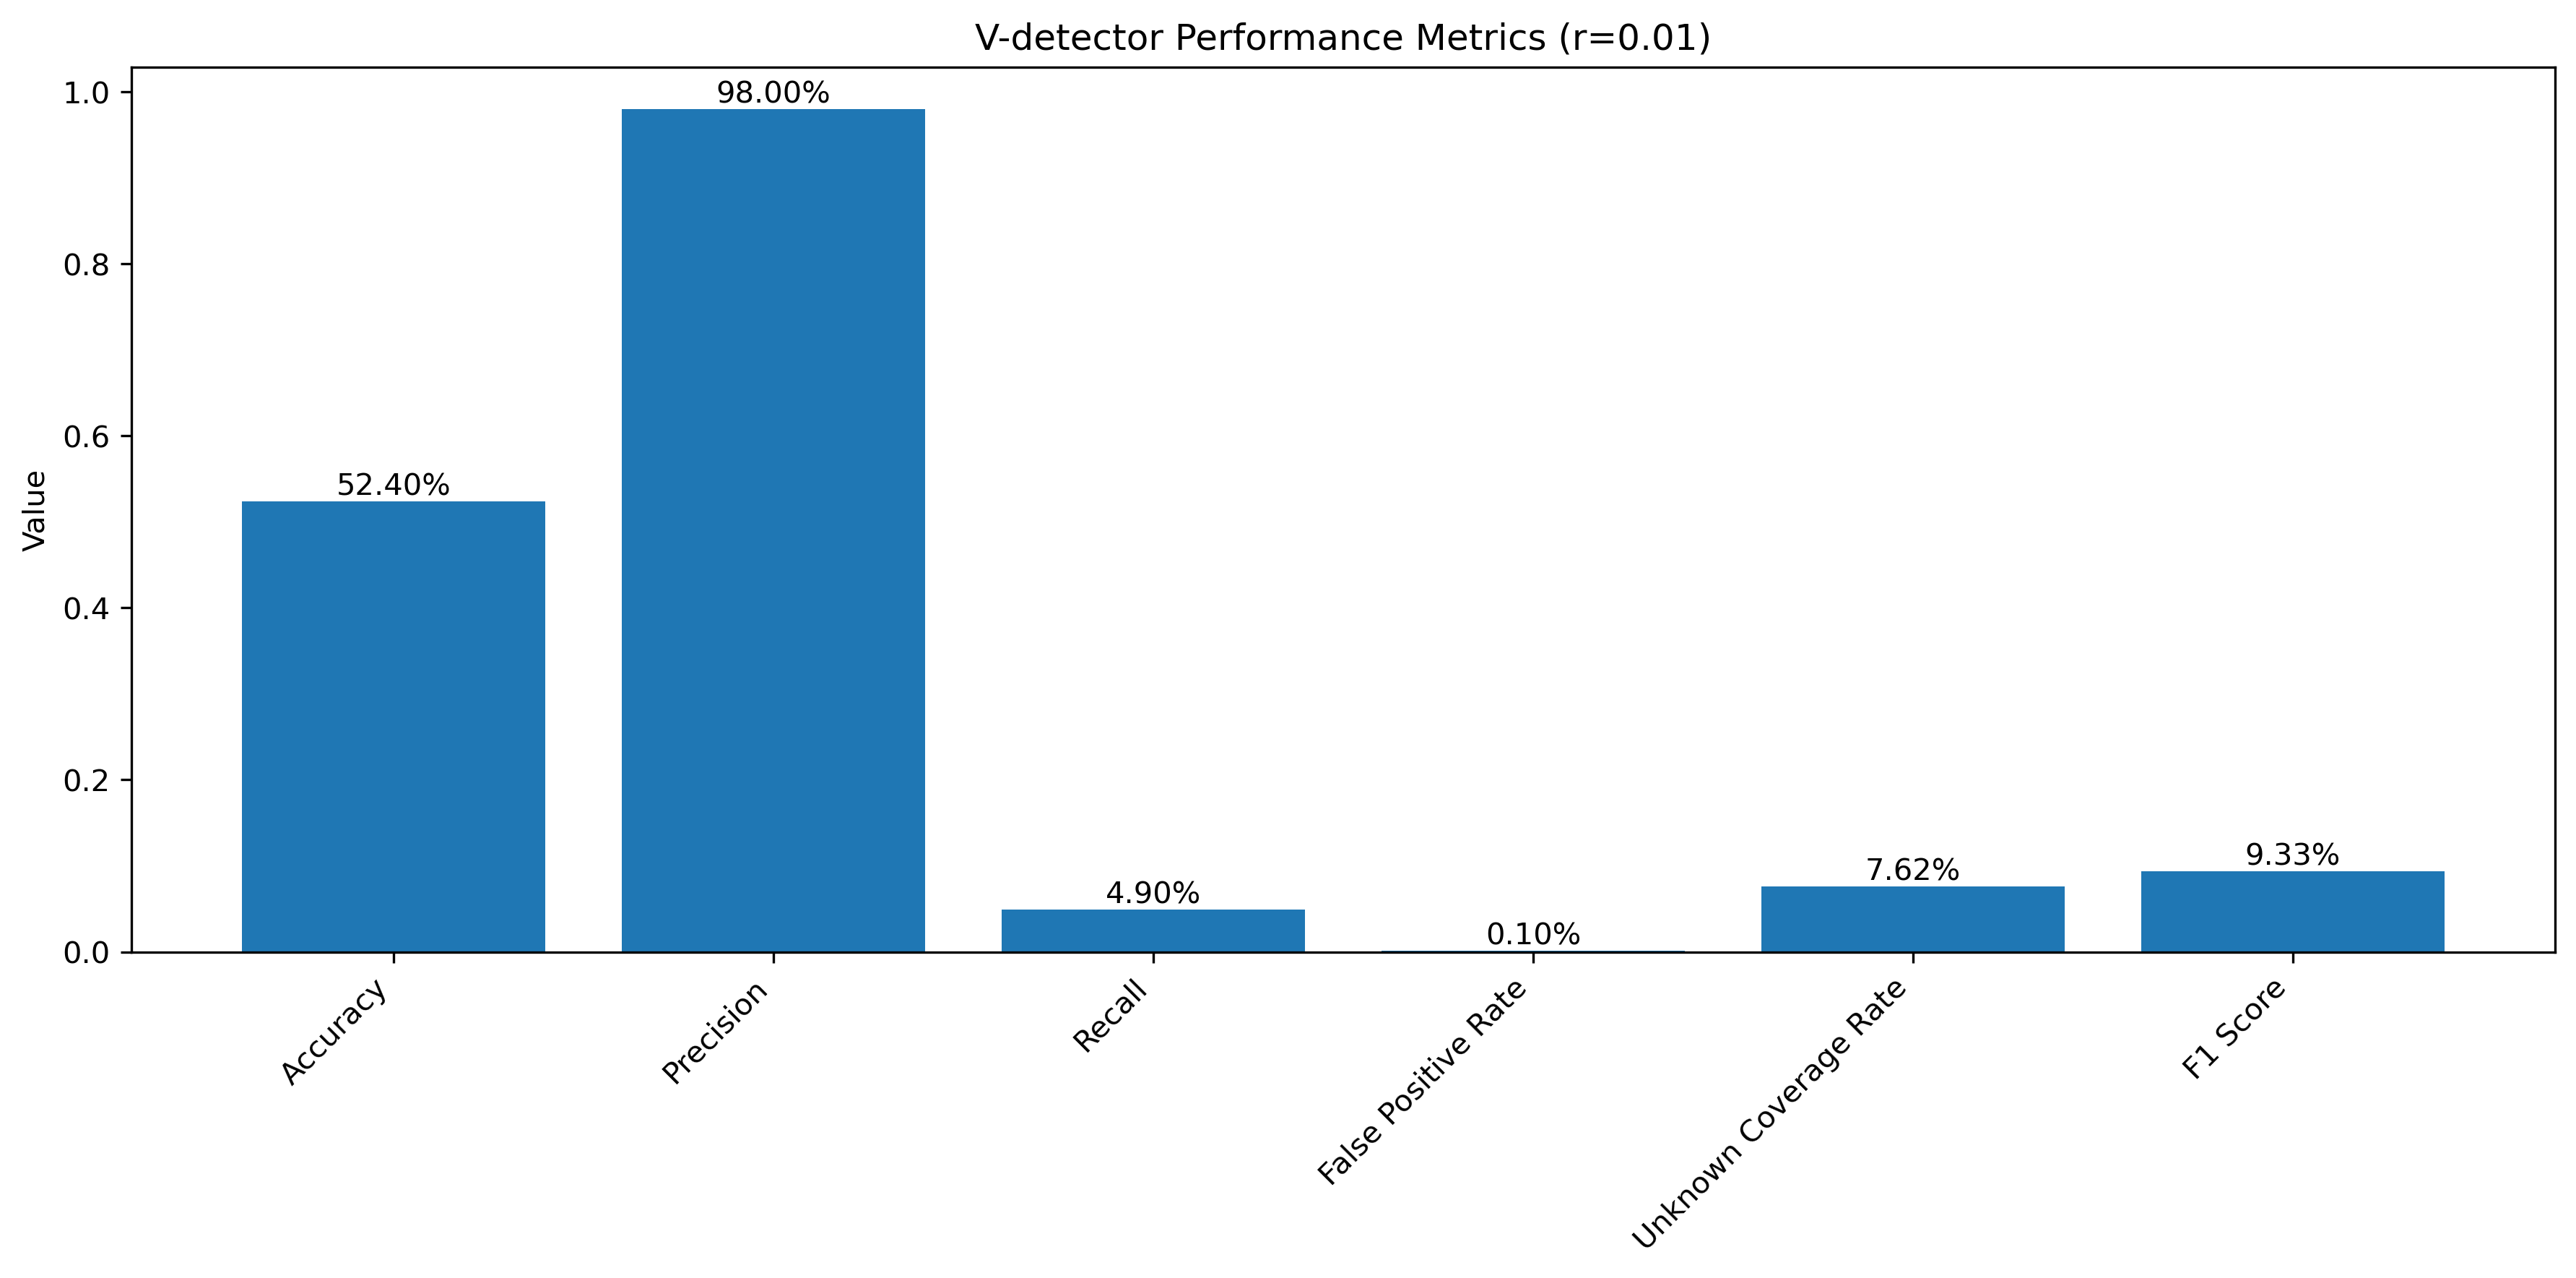 V-detector Performance Metrics (r=0.01)
1.0
0.8
0.6
0.4
0.2
0.0
Value
52.40%
98.00%
4.90%
0.10%
7.62%
9.33%
Accuracy
Precision
Recall
False Positive Rate
Unknown Coverage Rate
F1 Score